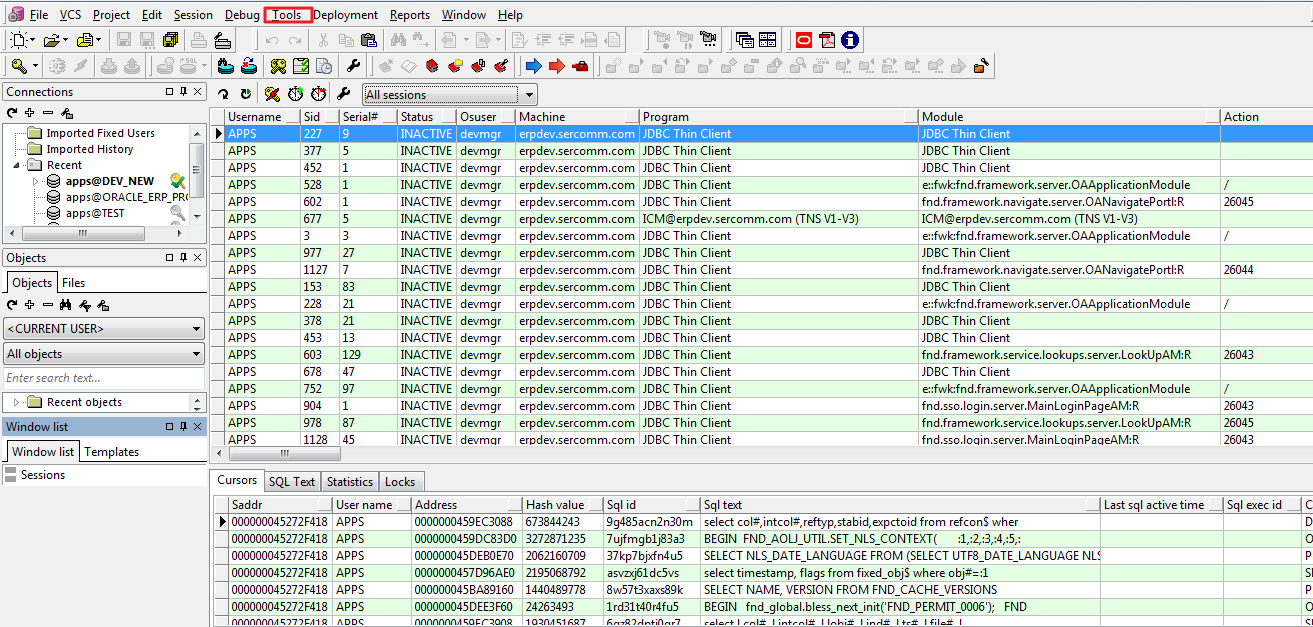 File VCS Project Edit Session Debug Tools Deployment Reports Window Help
Connections
All sessions
Imported Fixed Users
Imported History
Recent
apps@DEV_NEW
apps@ORACLE_ERP_PR
apps@TEST
Objects
Objects Files
<CURRENT USER>
All objects
Enter search text...
Recent objects
Window list
Window list Templates
Sessions
Username Sid Serial# Status Osuser Machine Program Module Action
APPS 227 9 INACTIVE devmgr erpdev.sercomm.com JDBC Thin Client JDBC Thin Client
APPS 377 5 INACTIVE devmgr erpdev.sercomm.com JDBC Thin Client JDBC Thin Client
APPS 452 1 INACTIVE devmgr erpdev.sercomm.com JDBC Thin Client JDBC Thin Client
APPS 528 1 INACTIVE devmgr erpdev.sercomm.com JDBC Thin Client e::fwk:fnd.framework.server.OAApplicationModule /
APPS 602 1 INACTIVE devmgr erpdev.sercomm.com JDBC Thin Client fnd.framework.navigate.server.OANavigatePortl:R 26045
APPS 677 5 INACTIVE devmgr erpdev.sercomm.com ICM@erpdev.sercomm.com (TNS V1-V3) ICM@erpdev.sercomm.com (TNS V1-V3)
APPS 3 3 INACTIVE devmgr erpdev.sercomm.com JDBC Thin Client e::fwk:fnd.framework.server.OAApplicationModule /
APPS 977 27 INACTIVE devmgr erpdev.sercomm.com JDBC Thin Client JDBC Thin Client
APPS 1127 7 INACTIVE devmgr erpdev.sercomm.com JDBC Thin Client fnd.framework.navigate.server.OANavigatePortl:R 26044
APPS 153 83 INACTIVE devmgr erpdev.sercomm.com JDBC Thin Client JDBC Thin Client
APPS 228 21 INACTIVE devmgr erpdev.sercomm.com JDBC Thin Client e::fwk:fnd.framework.server.OAApplicationModule /
APPS 378 21 INACTIVE devmgr erpdev.sercomm.com JDBC Thin Client JDBC Thin Client
APPS 453 13 INACTIVE devmgr erpdev.sercomm.com JDBC Thin Client JDBC Thin Client
APPS 603 129 INACTIVE devmgr erpdev.sercomm.com JDBC Thin Client fnd.framework.service.lookups.server.LookUpAM:R 26043
APPS 678 47 INACTIVE devmgr erpdev.sercomm.com JDBC Thin Client JDBC Thin Client
APPS 752 97 INACTIVE devmgr erpdev.sercomm.com JDBC Thin Client e::fwk:fnd.framework.server.OAApplicationModule /
APPS 904 1 INACTIVE devmgr erpdev.sercomm.com JDBC Thin Client fnd.sso.login.server.MainLoginPageAM:R 26043
APPS 978 87 INACTIVE devmgr erpdev.sercomm.com JDBC Thin Client fnd.framework.service.lookups.server.LookUpAM:R 26045
APPS 1128 45 INACTIVE devmgr erpdev.sercomm.com JDBC Thin Client fnd.sso.login.server.MainLoginPageAM:R 26043
Cursors SQL Text Statistics Locks
Saddr User name Address Hash value Sql id Sql text Last sql active time Sql exec id C
000000045272F418 APPS 0000000459EC3088 673844243 9g485acn2n30m select col#,intcol#,reftyp,stabid,expctoid from refcon$ wher D
000000045272F418 APPS 0000000459DC83D0 3272871235 7ujfmgb1j83a3 BEGIN FND_AOLJ_UTIL.SET_NLS_CONTEXT( :1,:2,:3,:4,:5,: O
000000045272F418 APPS 000000045DEB0E70 2062160709 37kp7bjxfn4u5 SELECT NLS_DATE_LANGUAGE FROM (SELECT UTF8_DATE_LANGUAGE NLS P
000000045272F418 APPS 0000000457D96AE0 2195068792 asvzxj61dc5vs select timestamp, flags from fixed_obj$ where obj#=:1 S
000000045272F418 APPS 000000045BA89160 1440489778 8w57t3xaxs89k SELECT NAME, VERSION FROM FND_CACHE_VERSIONS P
000000045272F418 APPS 000000045DEE3F60 24263493 1rd31t40r4fu5 BEGIN fnd_global.bless_next_init('FND_PERMIT_0006'); FND O
000000045272F418 APPS 0000000459EC3908 1930451687